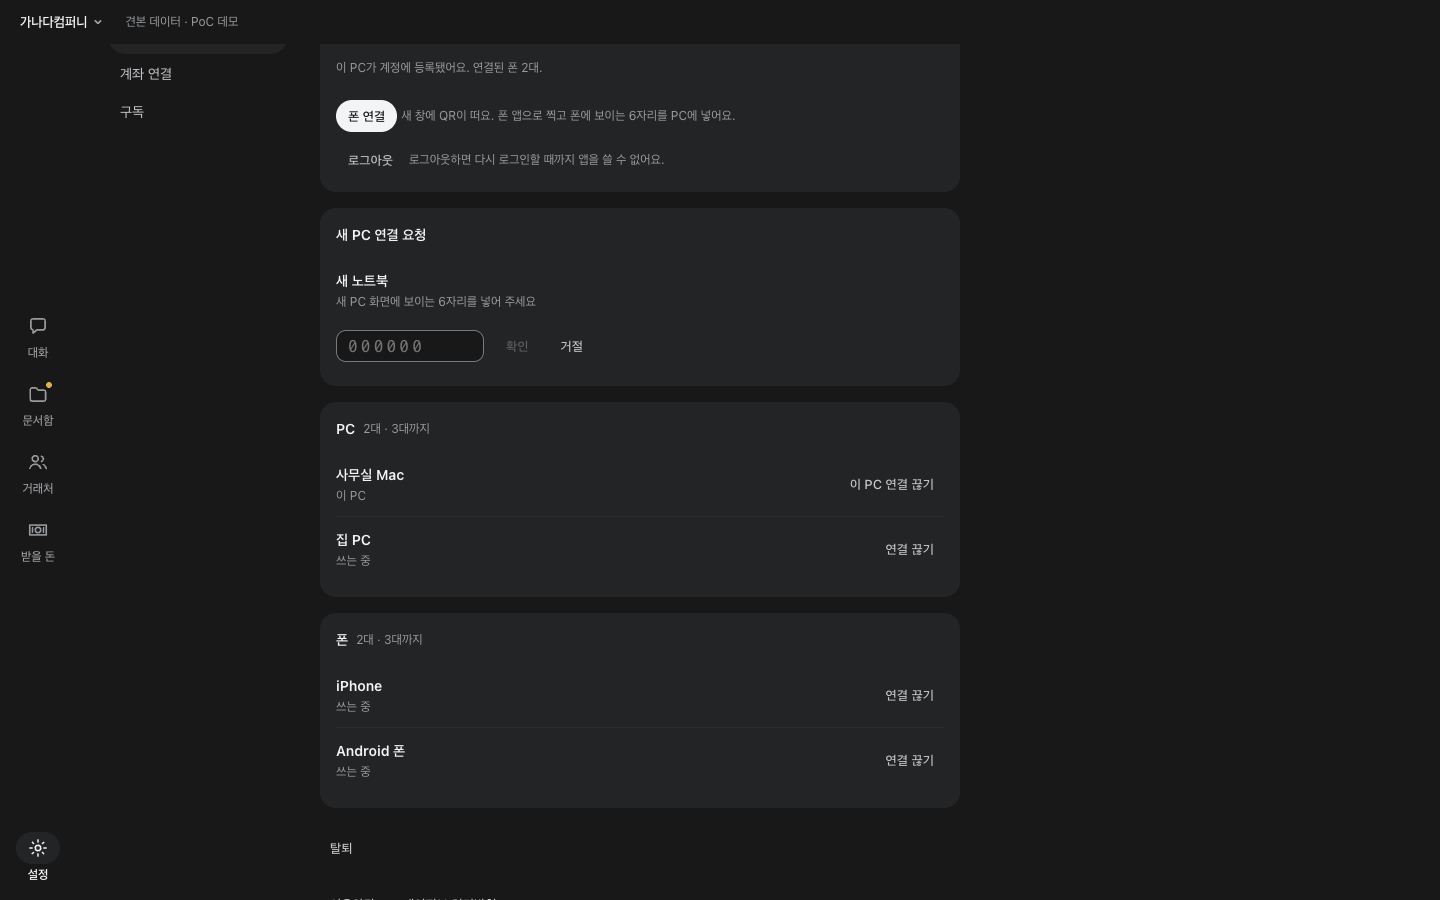 가나다컴퍼니
견본 데이터 · PoC 데모
계좌 연결
구독
이 PC가 계정에 등록됐어요. 연결된 폰 2대.
폰 연결 새 창에 QR이 떠요. 폰 앱으로 찍고 폰에 보이는 6자리를 PC에 넣어요.
로그아웃 로그아웃하면 다시 로그인할 때까지 앱을 쓸 수 없어요.
새 PC 연결 요청
새 노트북
새 PC 화면에 보이는 6자리를 넣어 주세요
000000 확인 거절
PC 2대 · 3대까지
사무실 Mac
이 PC
이 PC 연결 끊기
집 PC
쓰는 중
연결 끊기
폰 2대 · 3대까지
iPhone
쓰는 중
연결 끊기
Android 폰
쓰는 중
연결 끊기
탈퇴
대화
문서함
거래처
받을 돈
설정